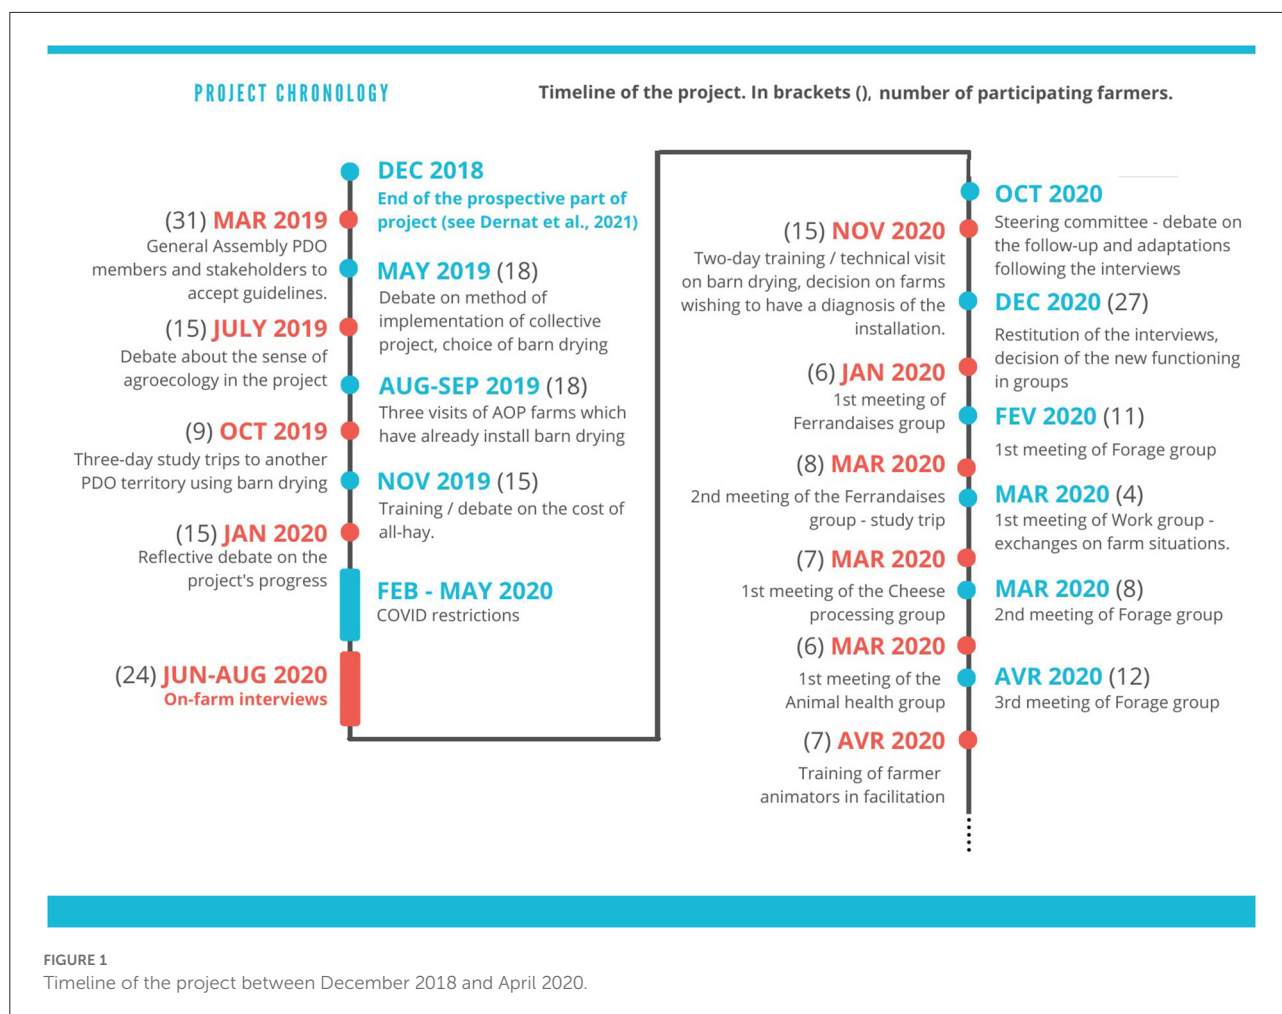 PROJECT CHRONOLOGY
Timeline of the project. In brackets (), number of participating farmers.
DEC 2018
End of the prospective part of
project (see Dernat et al., 2021)
(31) MAR 2019
General Assembly PDO
members and stakeholders to
accept guidelines.
MAY 2019 (18)
Debate on method of
implementation of collective
project, choice of barn drying
(15) JULY 2019
Debate about the sense of
agroecology in the project
AUG-SEP 2019 (18)
Three visits of AOP farms which
have already install barn drying
(9) OCT 2019
Three-day study trips to another
PDO territory using barn drying
NOV 2019 (15)
Training / debate on the cost of
all-hay.
(15) JAN 2020
Reflective debate on the
project's progress
FEB - MAY 2020
COVID restrictions
(24) JUN-AUG 2020
On-farm interviews
OCT 2020
Steering committee - debate on
the follow-up and adaptations
following the interviews
(15) NOV 2020
Two-day training / technical visit
on barn drying, decision on farms
wishing to have a diagnosis of the
installation.
DEC 2020 (27)
Restitution of the interviews,
decision of the new functioning
in groups
(6) JAN 2020
1st meeting of
Ferrandaises group
FEV 2020 (11)
1st meeting of Forage group
(8) MAR 2020
2nd meeting of the Ferrandaises
group - study trip
MAR 2020 (4)
1st meeting of Work group -
exchanges on farm situations.
(7) MAR 2020
1st meeting of the Cheese
processing group
MAR 2020 (8)
2nd meeting of Forage group
(6) MAR 2020
1st meeting of the
Animal health group
AVR 2020 (12)
3rd meeting of Forage group
(7) AVR 2020
Training of farmer
animators in facilitation
FIGURE 1
Timeline of the project between December 2018 and April 2020.